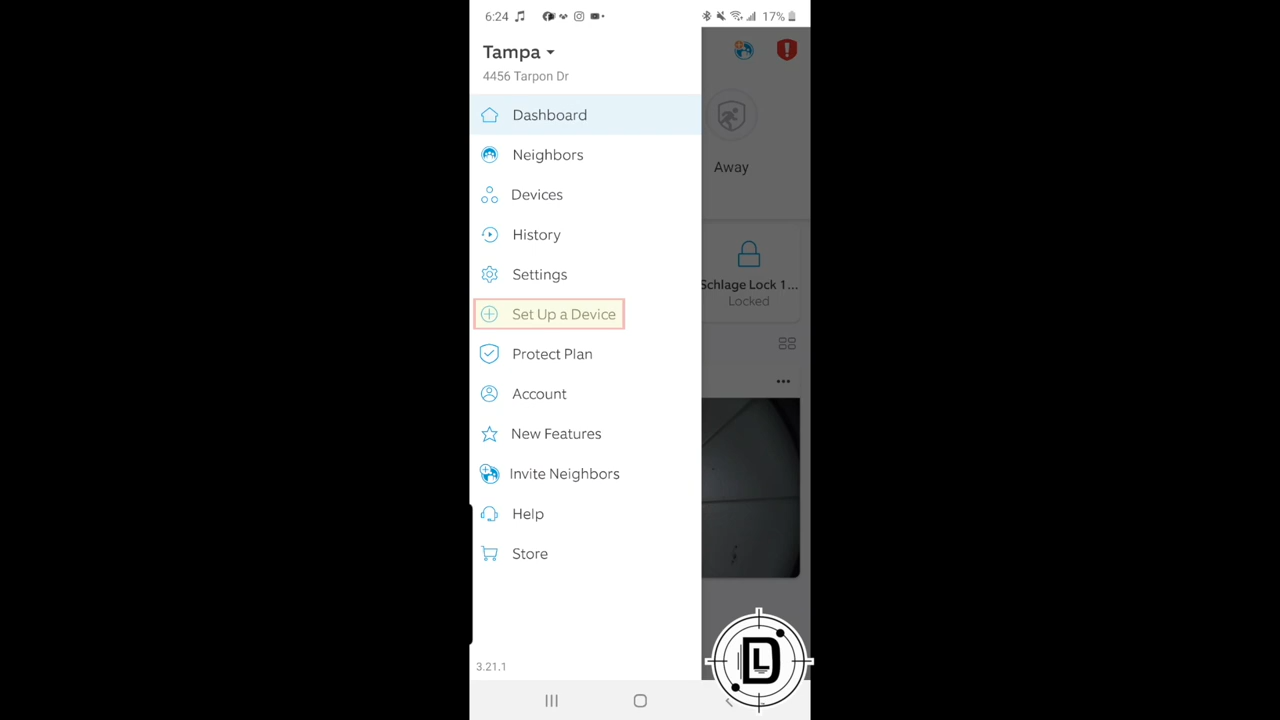 6:24
17%
Tampa
4456 Tarpon Dr
Dashboard
Neighbors
Devices
History
Settings
Set Up a Device
Protect Plan
Account
New Features
Invite Neighbors
Help
Store
3.21.1
Away
Schlage Lock 1...
Locked
DL